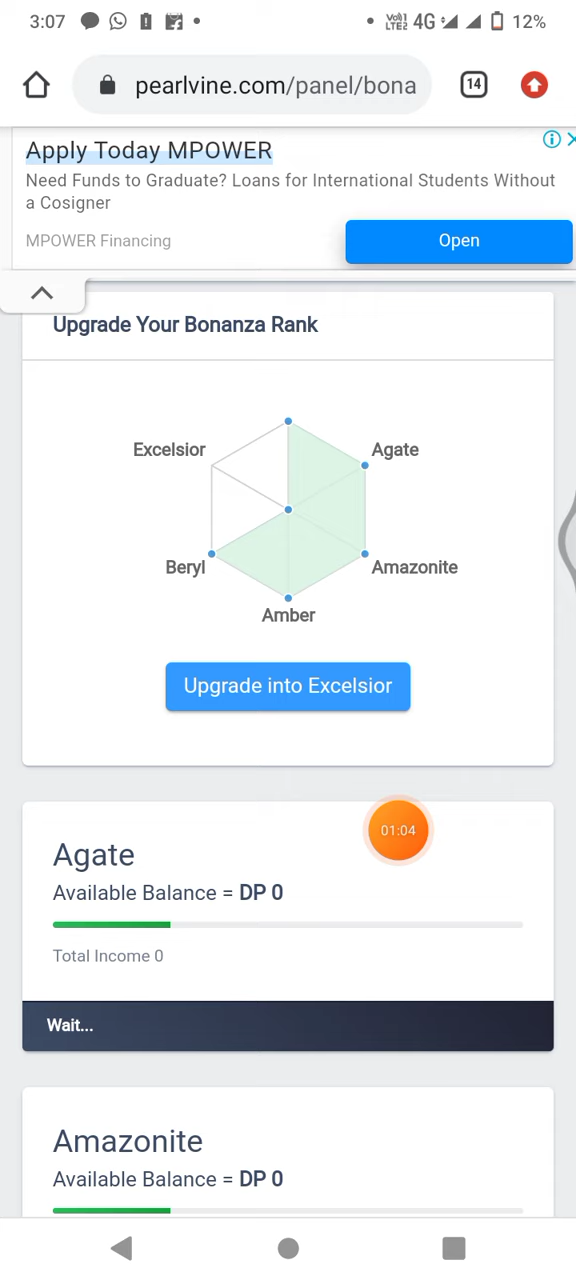 3:07 Vol) LTE2 4G 12%
pearlvine.com/panel/bona 14
Apply Today MPOWER
Need Funds to Graduate? Loans for International Students Without
a Cosigner
MPOWER Financing Open
Upgrade Your Bonanza Rank
Excelsior Agate
Beryl Amazonite
Amber
Upgrade into Excelsior
01:04
Agate
Available Balance = DP 0
Total Income 0
Wait...
Amazonite
Available Balance = DP 0